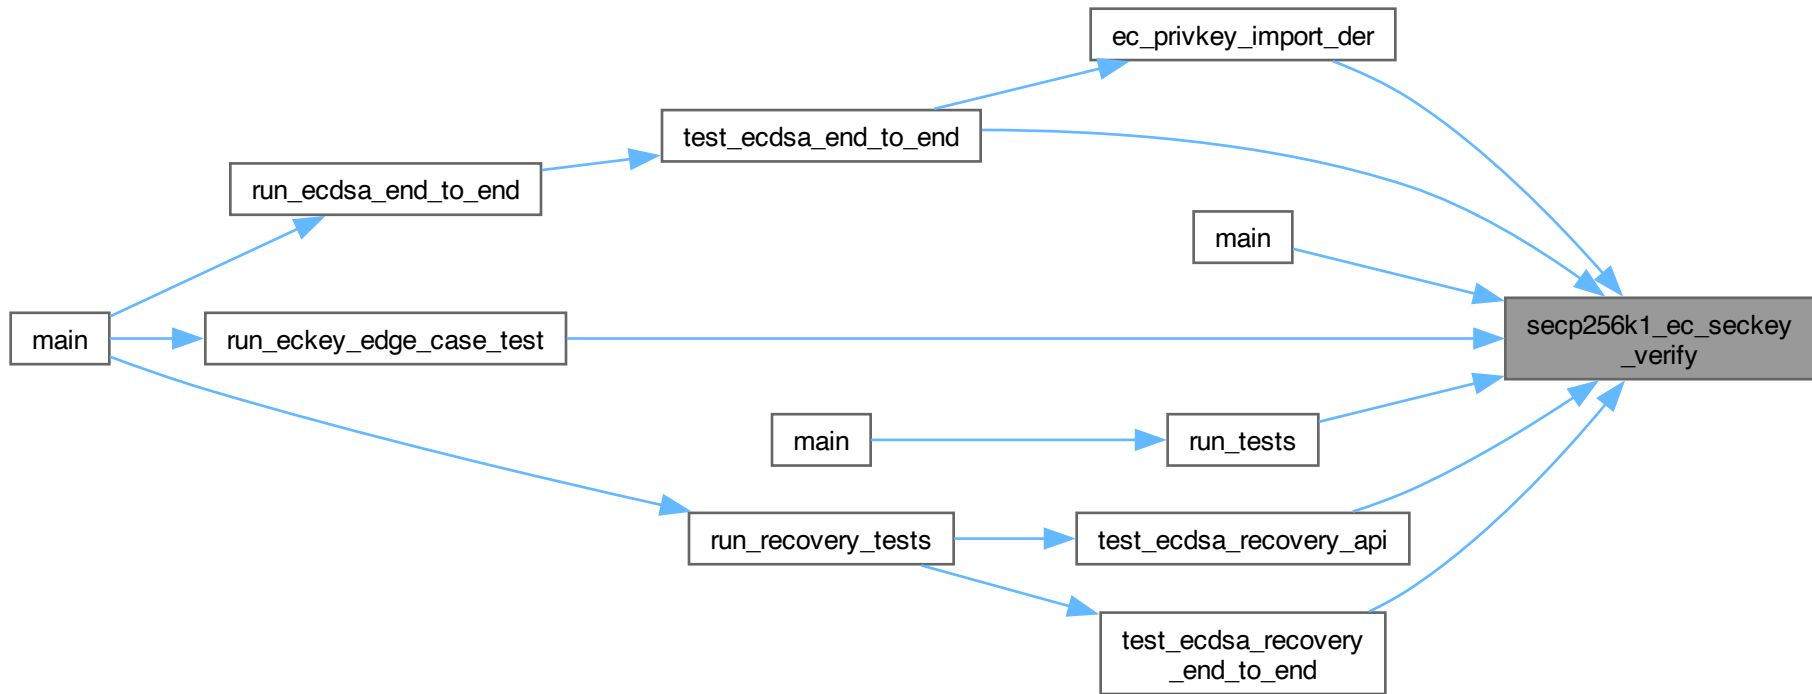 ec_privkey_import_der
test_ecdsa_end_to_end
run_ecdsa_end_to_end
main
secp256k1_ec_seckey
_verify
main
run_eckey_edge_case_test
main
run_tests
run_recovery_tests
test_ecdsa_recovery_api
test_ecdsa_recovery
_end_to_end